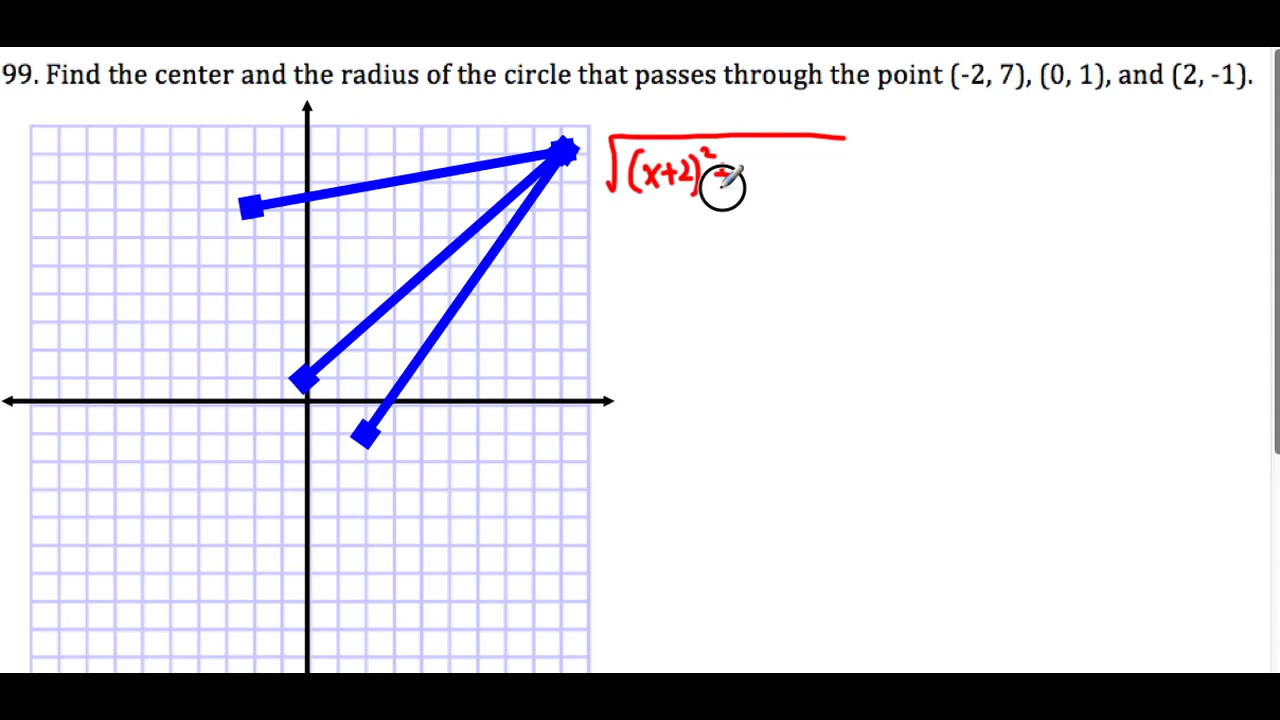 99. Find the center and the radius of the circle that passes through the point (-2, 7), (0, 1), and (2, -1).
√(x+2)² +